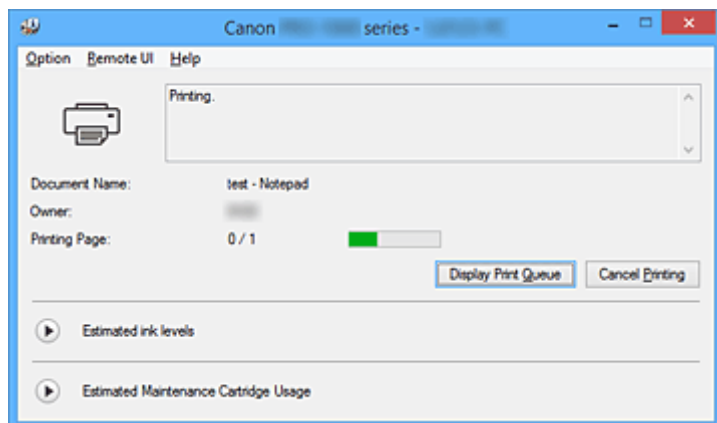 Canon series -
Option Remote UI Help
Printing.
Document Name: test - Notepad
Owner:
Printing Page: 0 / 1
Display Print Queue Cancel Printing
Estimated ink levels
Estimated Maintenance Cartridge Usage